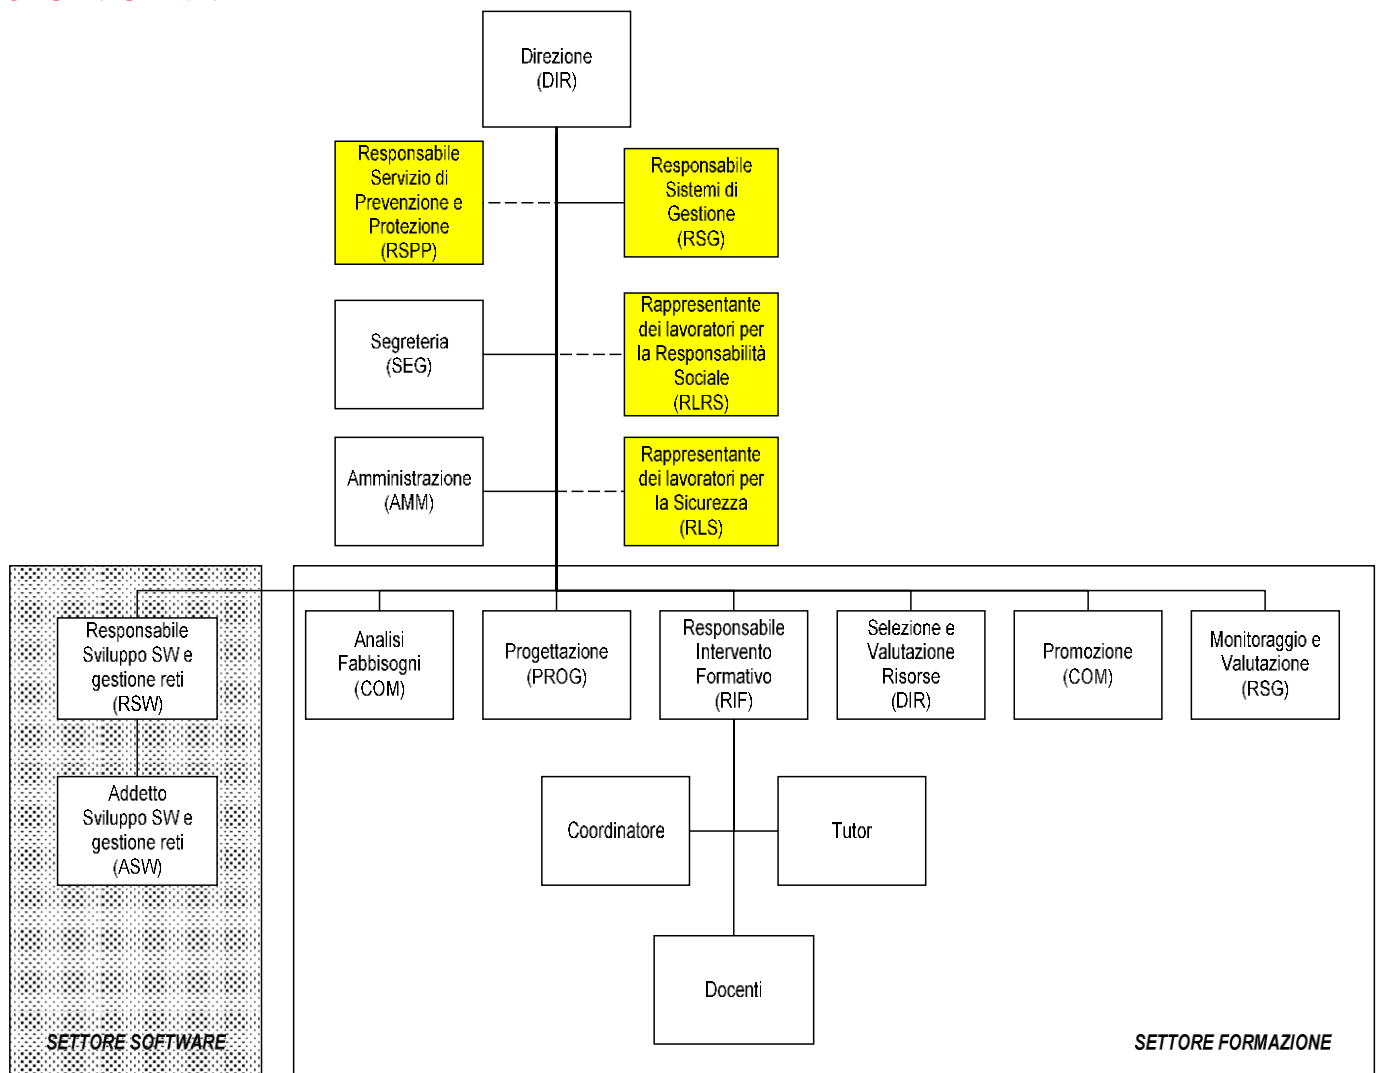 Direzione
(DIR)
Responsabile
Servizio di
Prevenzione e
Protezione
(RSPP)
Responsabile
Sistemi di
Gestione
(RSG)
Segreteria
(SEG)
Rappresentante
dei lavoratori per
la Responsabilità
Sociale
(RLRS)
Amministrazione
(AMM)
Rappresentante
dei lavoratori per
la Sicurezza
(RLS)
Responsabile
Sviluppo SW e
gestione reti
(RSW)
Analisi
Fabbisogni
(COM)
Progettazione
(PROG)
Responsabile
Intervento
Formativo
(RIF)
Selezione e
Valutazione
Risorse
(DIR)
Promozione
(COM)
Monitoraggio e
Valutazione
(RSG)
Addetto
Sviluppo SW e
gestione reti
(ASW)
Coordinatore
Tutor
Docenti
SETTORE SOFTWARE
SETTORE FORMAZIONE